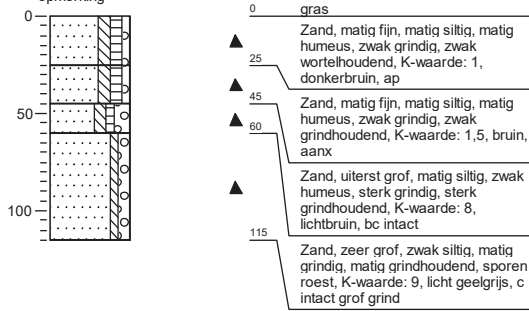 opmerking
0
50
100
0
gras
Zand, matig fijn, matig siltig, matig
humeus, zwak grindig, zwak
wortelhoudend, K-waarde: 1,
donkerbruin, ap
25
Zand, matig fijn, matig siltig, matig
humeus, zwak grindig, zwak
grindhoudend, K-waarde: 1,5, bruin,
aanx
45
Zand, uiterst grof, matig siltig, zwak
humeus, sterk grindig, sterk
grindhoudend, K-waarde: 8,
lichtbruin, bc intact
60
Zand, zeer grof, zwak siltig, matig
grindig, matig grindhoudend, sporen
roest, K-waarde: 9, licht geelgrijs, c
intact grof grind
115